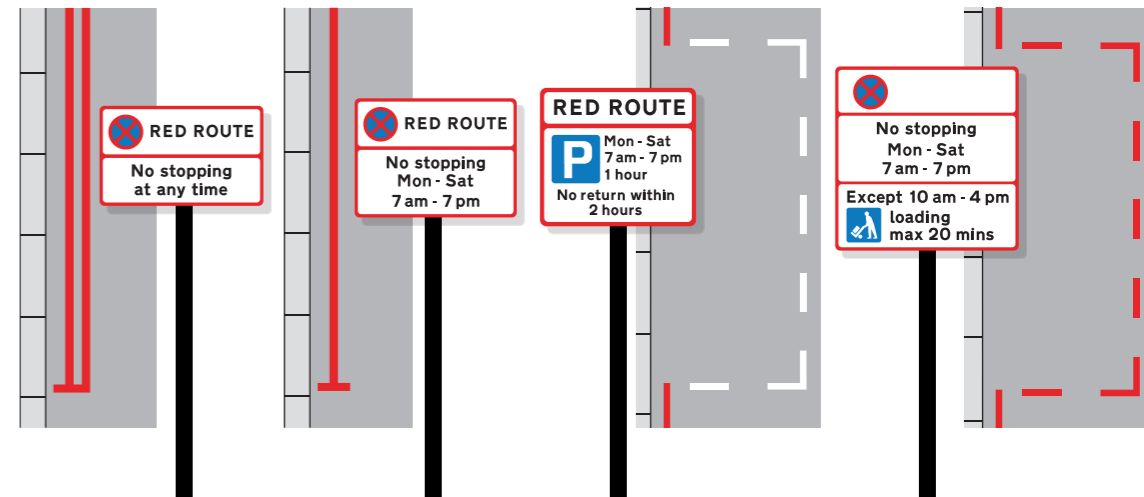 RED ROUTE
No stopping
at any time
RED ROUTE
No stopping
Mon - Sat
7 am - 7 pm
RED ROUTE
P
Mon - Sat
7 am - 7 pm
1 hour
No return within
2 hours
No stopping
Mon - Sat
7 am - 7 pm
Except 10 am - 4 pm
loading
max 20 mins